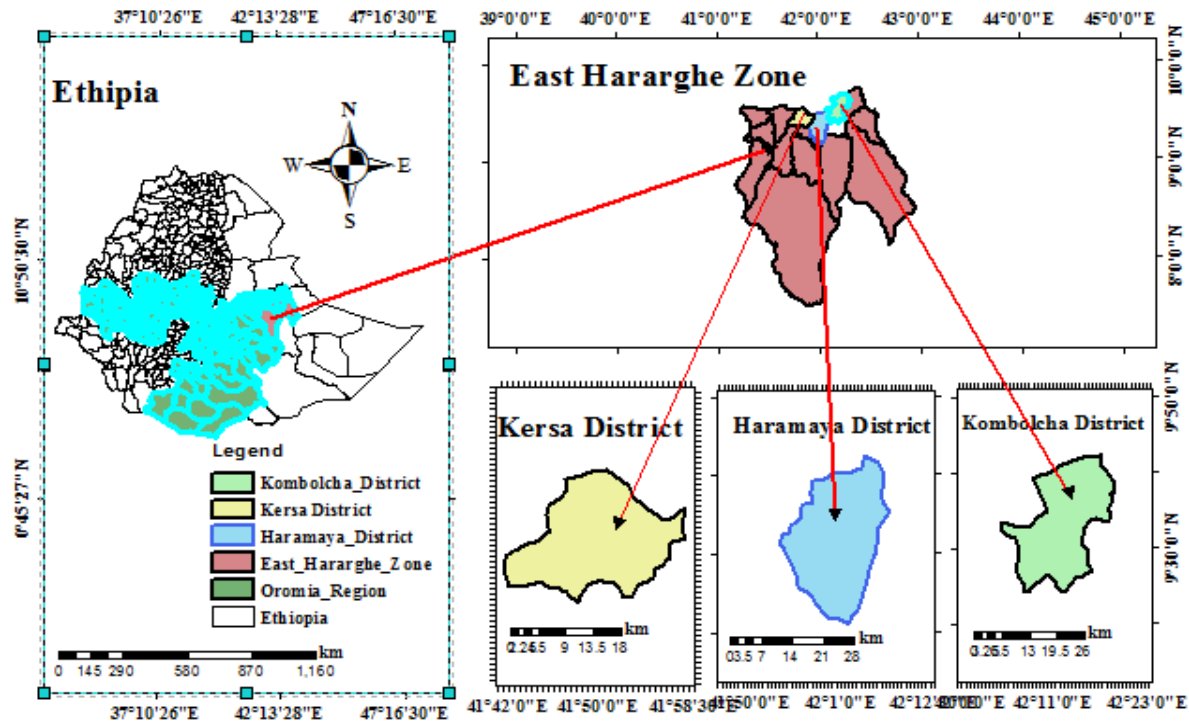 37°10'26"E 42°13'28"E 47°16'30"E
Ethipia
N
W E
S
10°50'30"N
0°45'27"N
Legend
Kombolcha_District
Kersa District
Haramaya_District
East_Hararghe_Zone
Oromia_Region
Ethiopia
km
0 145 290 580 870 1,160
37°10'26"E 42°13'28"E 47°16'30"E
39°0'0"E 40°0'0"E 41°0'0"E 42°0'0"E 43°0'0"E 44°0'0"E 45°0'0"E
East Hararghe Zone
10°0'0"N
9°0'0"N
8°0'0"N
Kersa District
km
9 13.5 18
41°42'0"E 41°50'0"E
Haramaya District
km
7 14 21 28
42°1'0"E
Kombolcha District
km
13 19.5 26
42°11'0"E 42°23'0"E
9°50'0"N
9°30'0"N